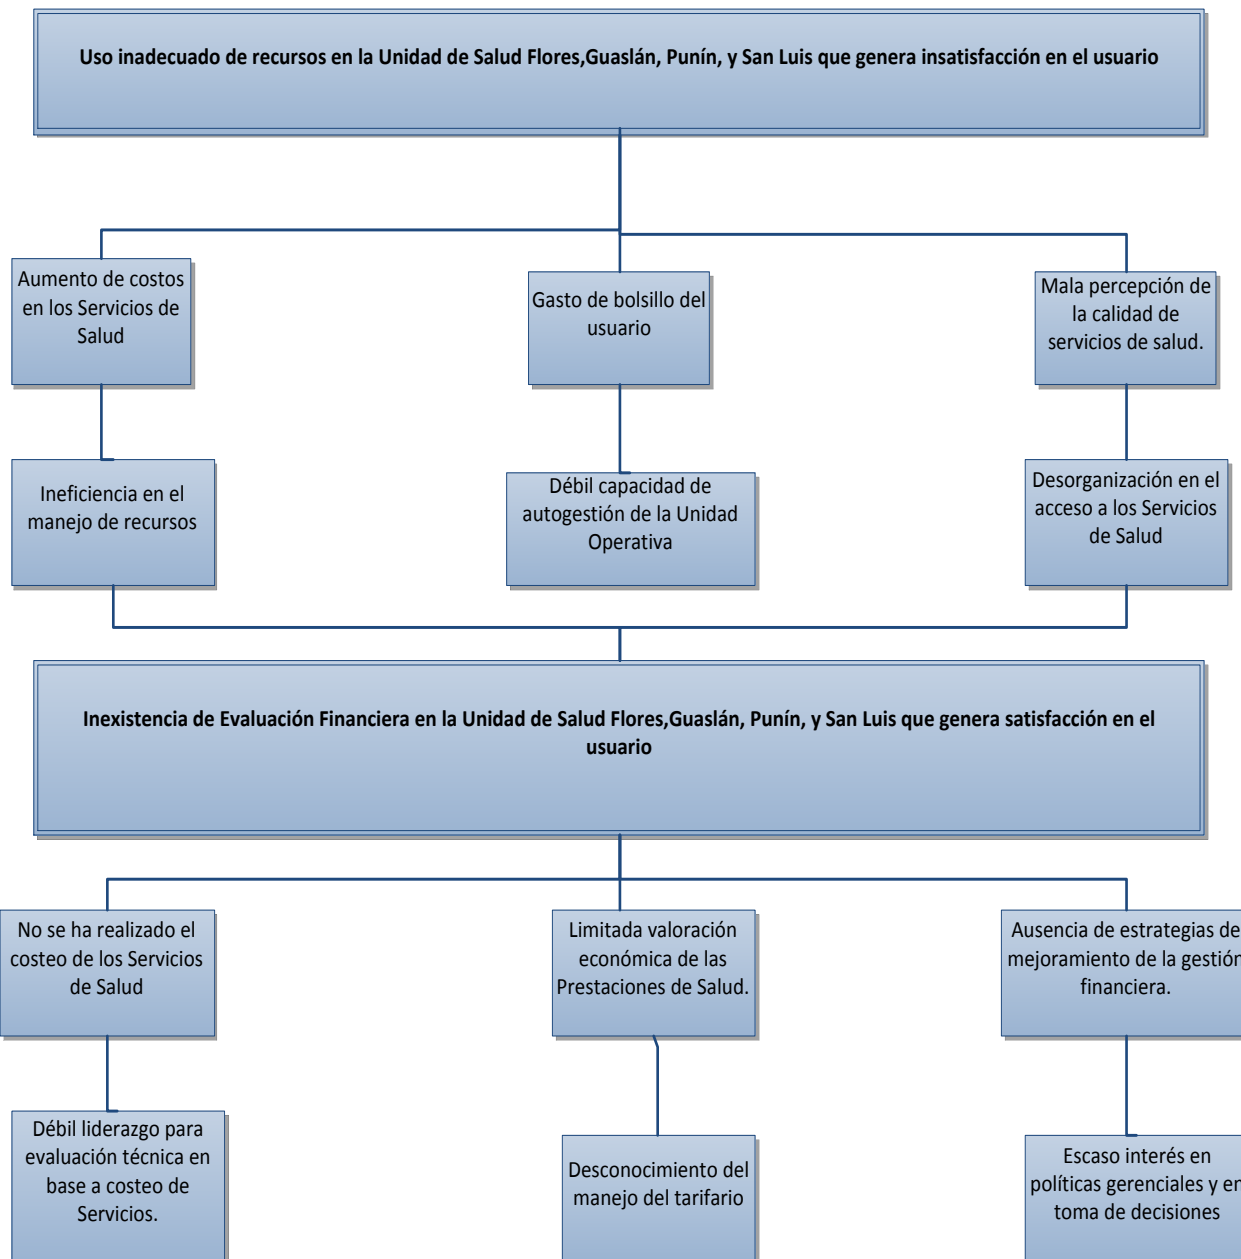 Uso inadecuado de recursos en la Unidad de Salud Flores,Guaslán, Punín, y San Luis que genera insatisfacción en el usuario
Aumento de costos
en los Servicios de
Salud
Gasto de bolsillo del
usuario
Mala percepción de
la calidad de
servicios de salud.
Ineficiencia en el
manejo de recursos
Débil capacidad de
autogestión de la Unidad
Operativa
Desorganización en el
acceso a los Servicios
de Salud
Inexistencia de Evaluación Financiera en la Unidad de Salud Flores,Guaslán, Punín, y San Luis que genera satisfacción en el
usuario
No se ha realizado el
costeo de los Servicios
de Salud
Limitada valoración
económica de las
Prestaciones de Salud.
Ausencia de estrategias de
mejoramiento de la gestión
financiera.
Débil liderazgo para
evaluación técnica en
base a costeo de
Servicios.
Desconocimiento del
manejo del tarifario
Escaso interés en
políticas gerenciales y en
toma de decisiones